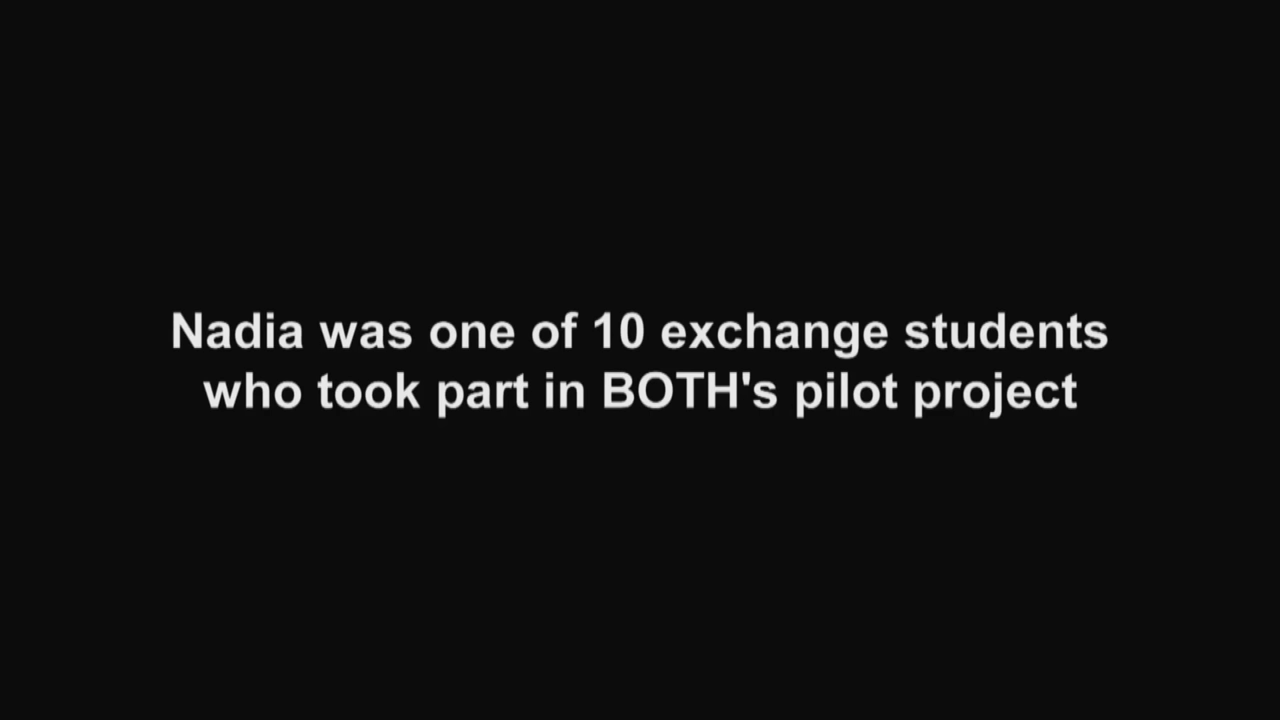 Nadia was one of 10 exchange students
who took part in BOTH's pilot project